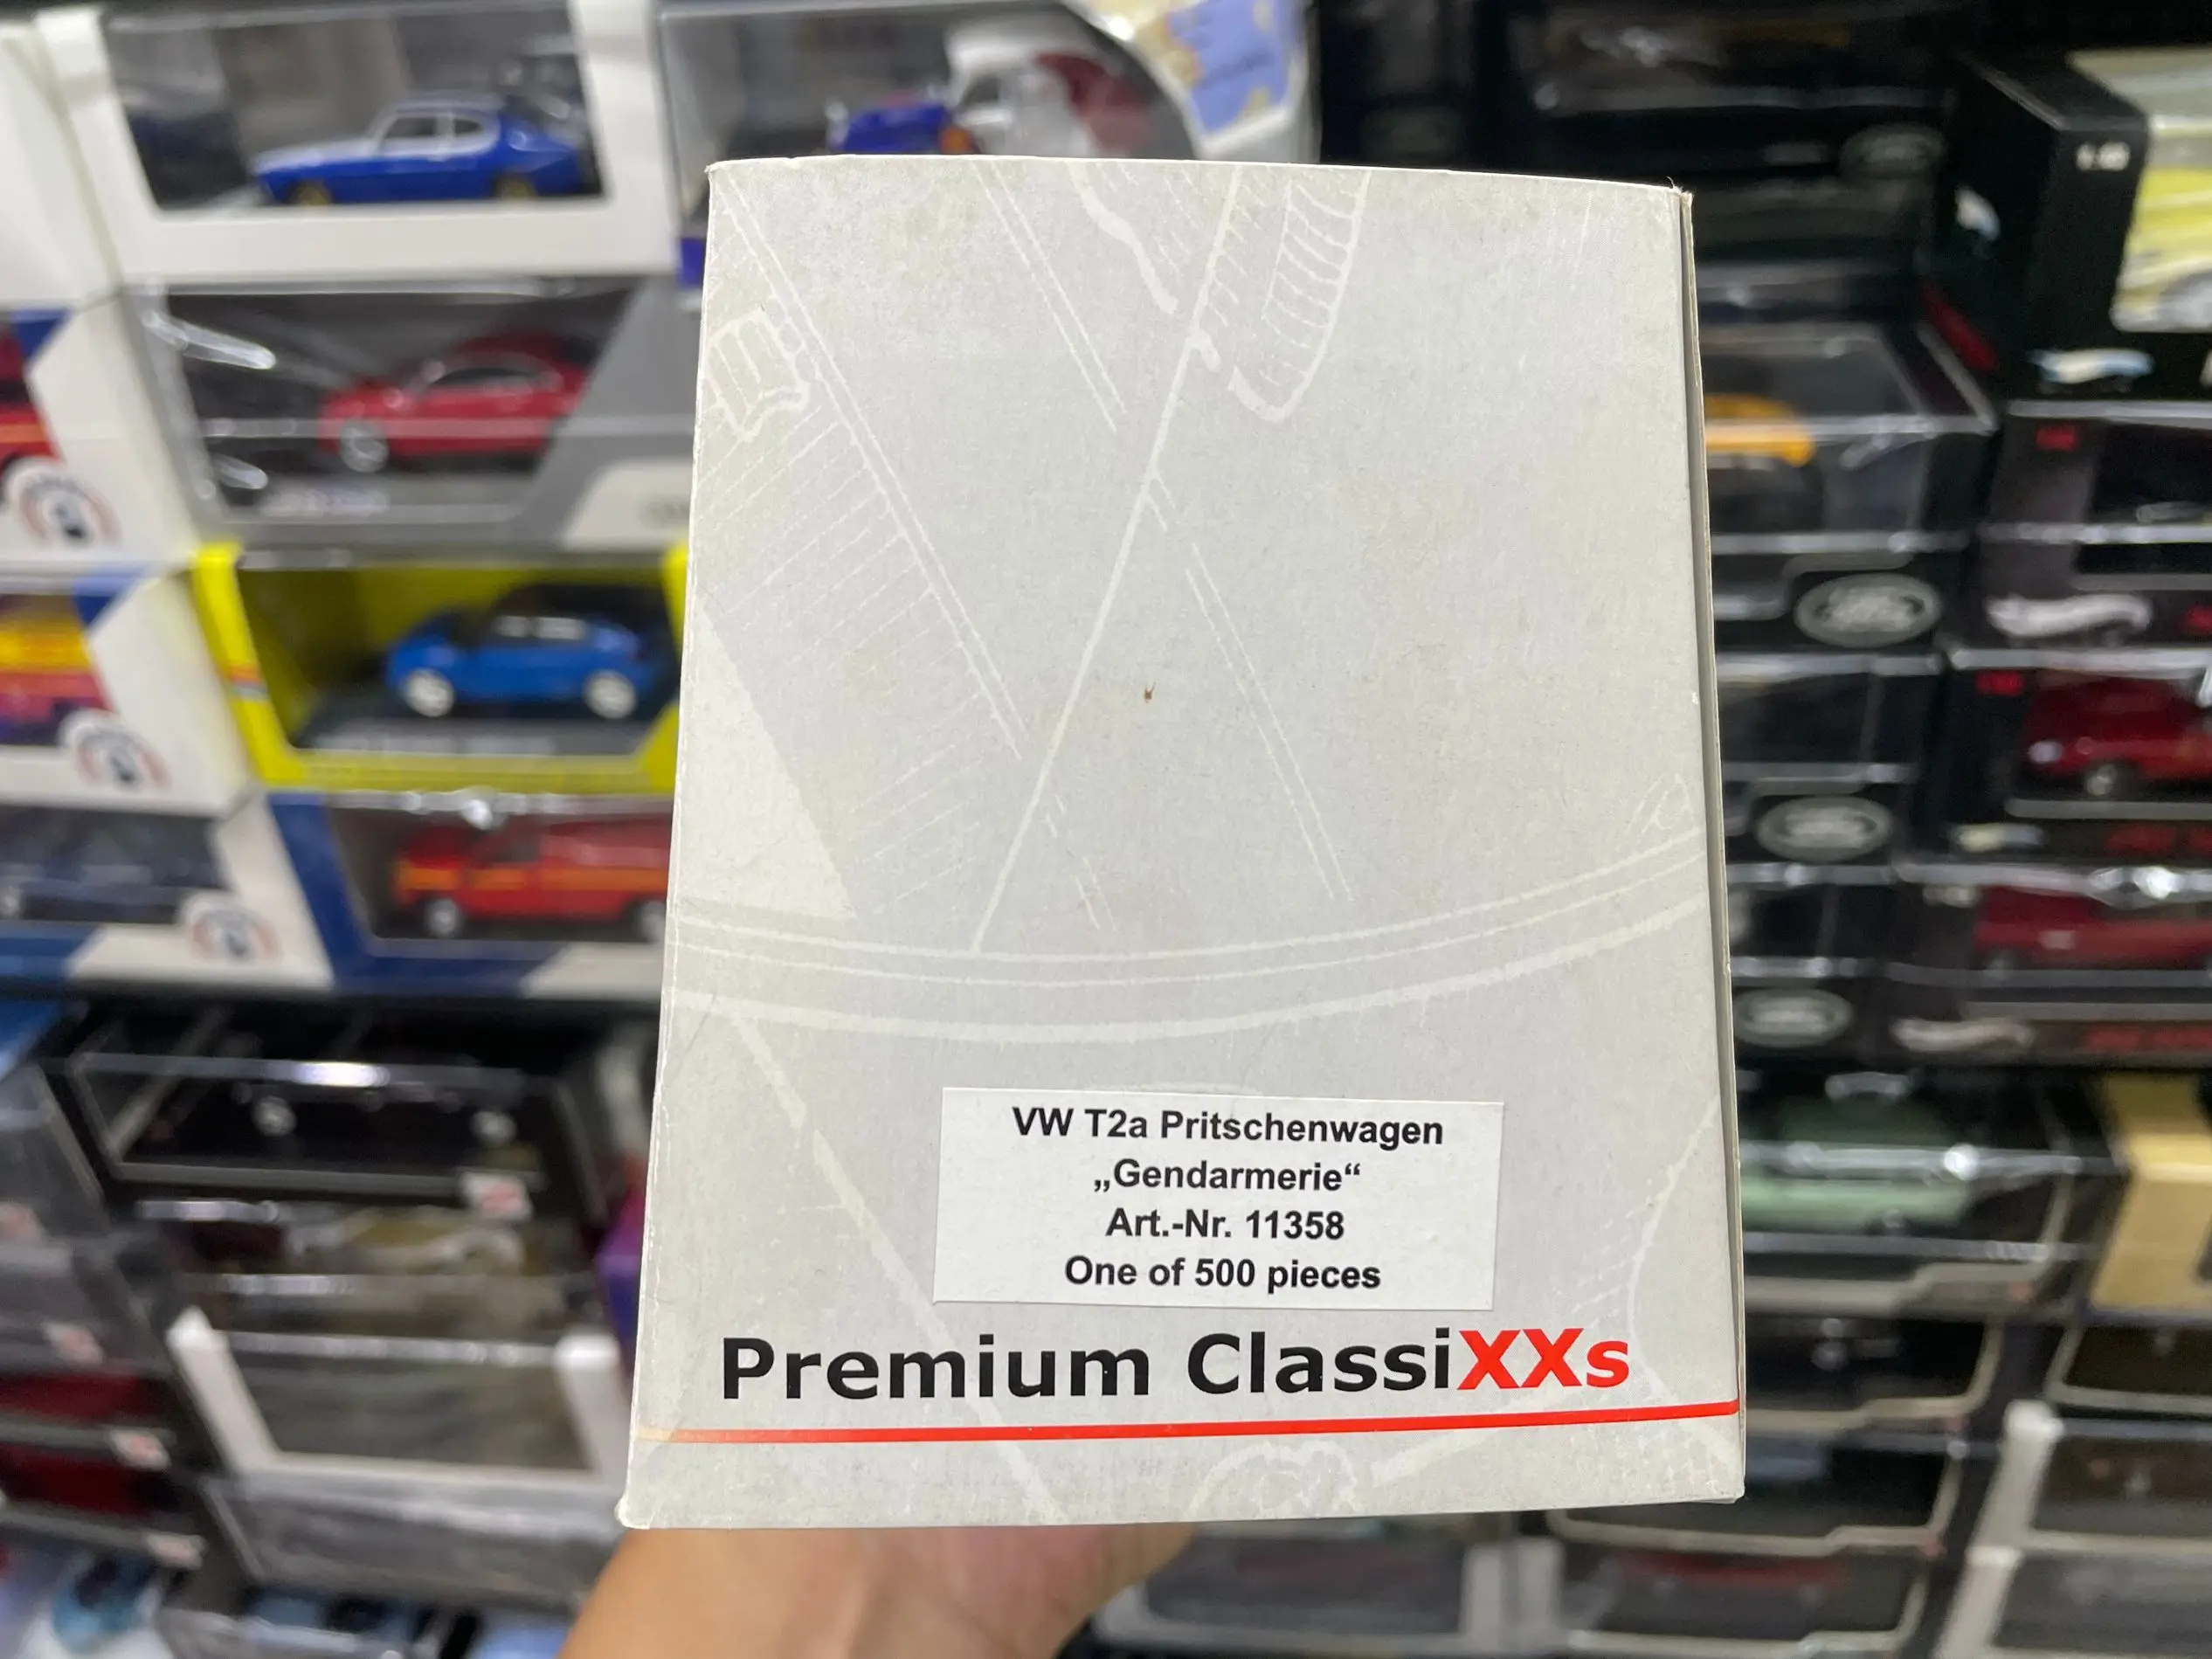 VW T2a Pritschenwagen
„Gendarmerie“
Art.-Nr. 11358
One of 500 pieces
Premium ClassiXXs